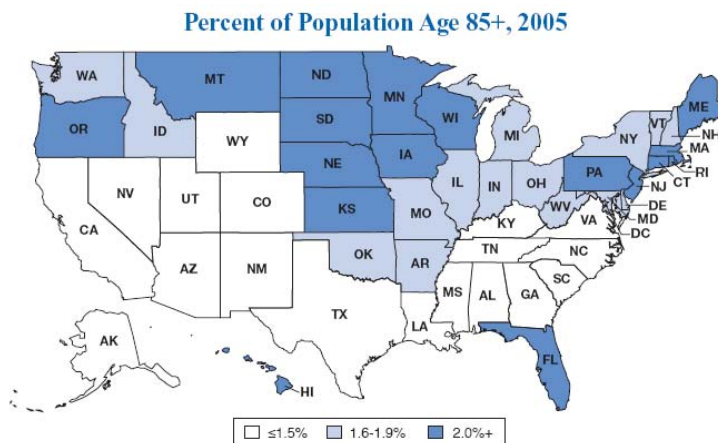 Percent of Population Age 85+, 2005
WA
MT
ND
MN
ME
OR
ID
SD
WI
VT
NH
NY
MA
WY
MI
RI
CT
NE
IA
PA
NJ
NV
UT
CO
IL
IN
OH
DE
WV
MD
KS
MO
KY
VA
DC
CA
OK
TN
NC
AZ
NM
AR
SC
MS
AL
GA
TX
LA
AK
FL
HI
≤1.5%
1.6-1.9%
2.0%+